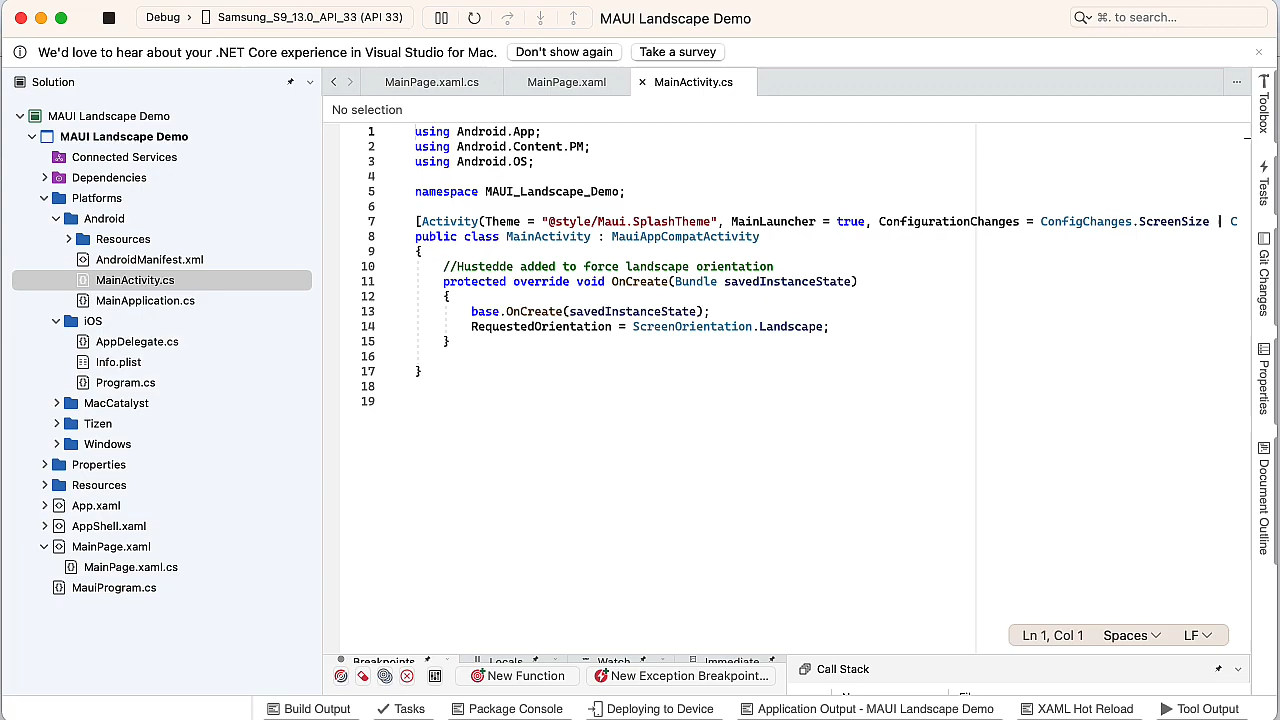 Debug › Samsung_S9_13.0_API_33 (API 33)
MAUI Landscape Demo
⌘. to search...
We'd love to hear about your .NET Core experience in Visual Studio for Mac.
Don't show again
Take a survey
Solution
MAUI Landscape Demo
MAUI Landscape Demo
Connected Services
Dependencies
Platforms
Android
Resources
AndroidManifest.xml
MainActivity.cs
MainApplication.cs
iOS
AppDelegate.cs
Info.plist
Program.cs
MacCatalyst
Tizen
Windows
Properties
Resources
App.xaml
AppShell.xaml
MainPage.xaml
MainPage.xaml.cs
MauiProgram.cs
MainPage.xaml.cs
MainPage.xaml
MainActivity.cs
No selection
1 using Android.App;
2 using Android.Content.PM;
3 using Android.OS;
4
5 namespace MAUI_Landscape_Demo;
6
7 [Activity(Theme = "@style/Maui.SplashTheme", MainLauncher = true, ConfigurationChanges = ConfigChanges.ScreenSize | C
8 public class MainActivity : MauiAppCompatActivity
9 {
10 //Hustedde added to force landscape orientation
11 protected override void OnCreate(Bundle savedInstanceState)
12 {
13 base.OnCreate(savedInstanceState);
14 RequestedOrientation = ScreenOrientation.Landscape;
15 }
16
17 }
18
19
Ln 1, Col 1 Spaces LF
Toolbox
Tests
Git Changes
Properties
Document Outline
Breakpoints
Locals
Watch
Immediate
New Function
New Exception Breakpoint...
Call Stack
Build Output
Tasks
Package Console
Deploying to Device
Application Output - MAUI Landscape Demo
XAML Hot Reload
Tool Output